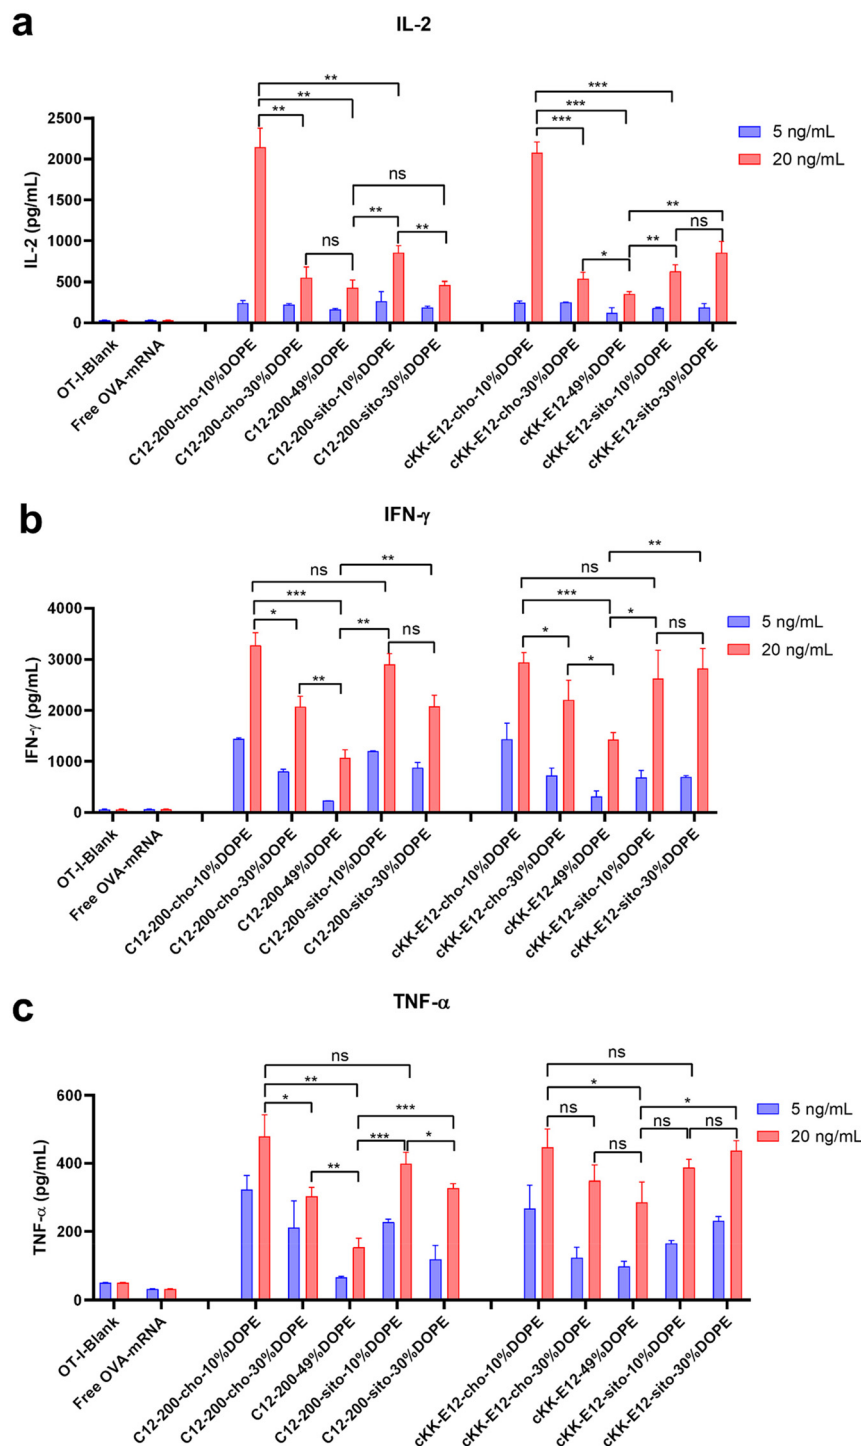 a
IL-2
**
**
**
***
***
***
ns
**
**
ns
**
ns
*
**
5 ng/mL
20 ng/mL
IL-2 (pg/mL)
2500
2000
1500
1000
500
0
OT-I-Blank
Free OVA-mRNA
C12-200-cho-10%DOPE
C12-200-cho-30%DOPE
C12-200-49%DOPE
C12-200-sito-10%DOPE
C12-200-sito-30%DOPE
cKK-E12-cho-10%DOPE
cKK-E12-cho-30%DOPE
cKK-E12-49%DOPE
cKK-E12-sito-10%DOPE
cKK-E12-sito-30%DOPE
b
IFN-γ
**
ns
***
*
**
ns
**
**
ns
***
*
ns
*
*
5 ng/mL
20 ng/mL
IFN-γ (pg/mL)
4000
3000
2000
1000
0
OT-I-Blank
Free OVA-mRNA
C12-200-cho-10%DOPE
C12-200-cho-30%DOPE
C12-200-49%DOPE
C12-200-sito-10%DOPE
C12-200-sito-30%DOPE
cKK-E12-cho-10%DOPE
cKK-E12-cho-30%DOPE
cKK-E12-49%DOPE
cKK-E12-sito-10%DOPE
cKK-E12-sito-30%DOPE
c
TNF-α
ns
**
*
***
***
*
**
ns
*
*
ns
ns
ns
ns
5 ng/mL
20 ng/mL
TNF-α (pg/mL)
600
400
200
0
OT-I-Blank
Free OVA-mRNA
C12-200-cho-10%DOPE
C12-200-cho-30%DOPE
C12-200-49%DOPE
C12-200-sito-10%DOPE
C12-200-sito-30%DOPE
cKK-E12-cho-10%DOPE
cKK-E12-cho-30%DOPE
cKK-E12-49%DOPE
cKK-E12-sito-10%DOPE
cKK-E12-sito-30%DOPE